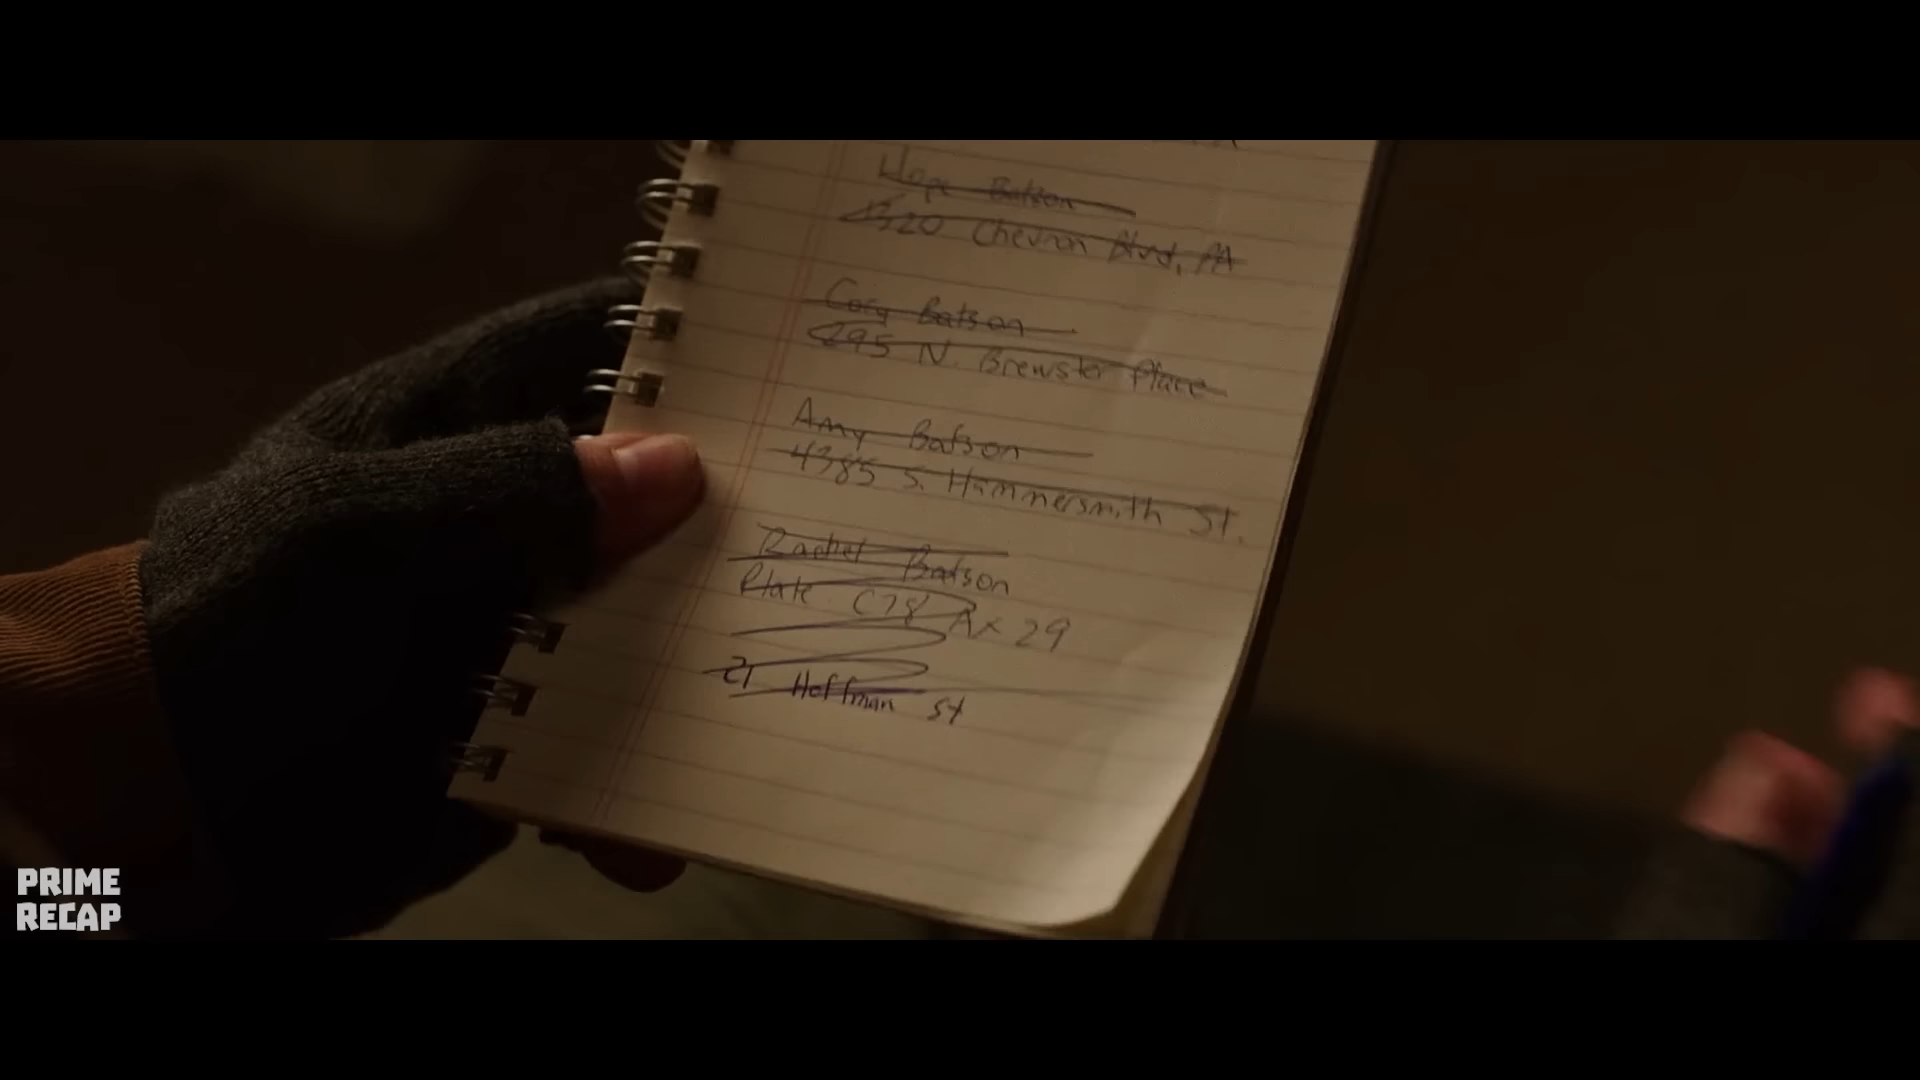 Hope Batson
1320 Chevron Blvd, PA
Cory Batson
295 N. Brewster Place
Amy Batson
4385 S. Hammersmith St.
Rachel Batson
Plate C78 Ax 29
21 Hoffman St
PRIME
RECAP